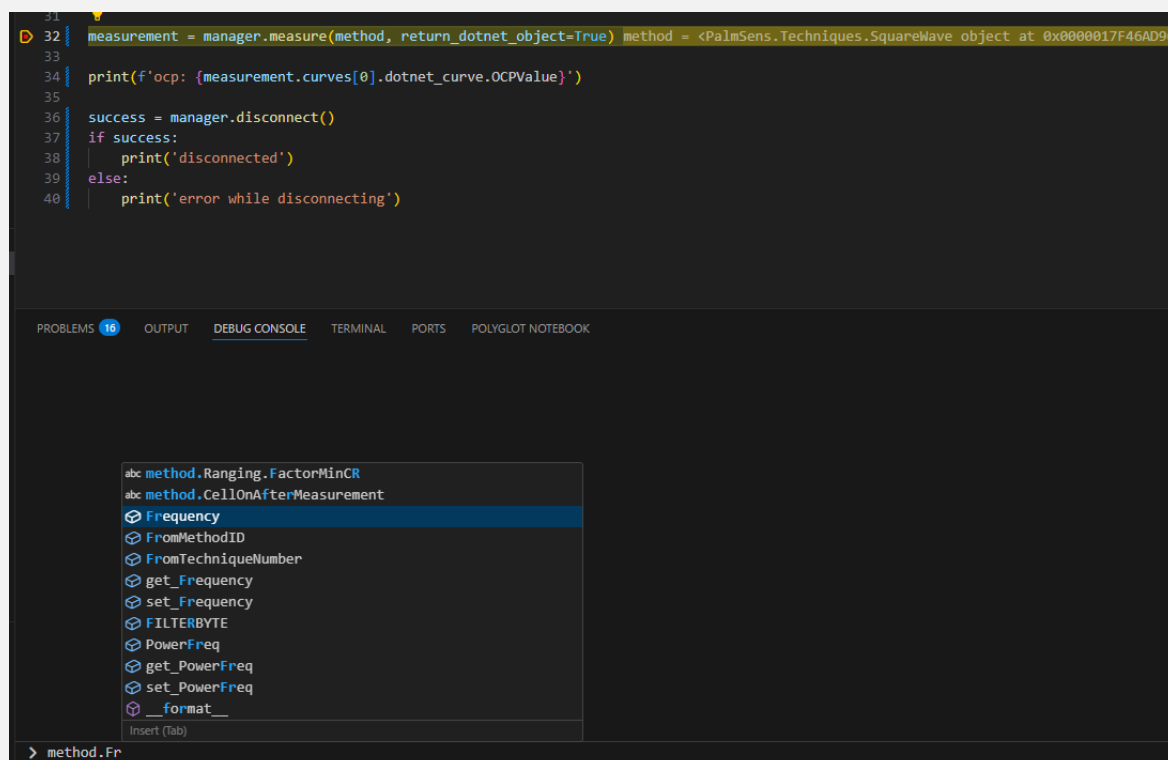 31
32 measurement = manager.measure(method, return_dotnet_object=True) method = <PalmSens.Techniques.SquareWave object at 0x0000017F46AD9
33
34 print(f'ocp: {measurement.curves[0].dotnet_curve.OCPValue}')
35
36 success = manager.disconnect()
37 if success:
38 print('disconnected')
39 else:
40 print('error while disconnecting')
PROBLEMS 16 OUTPUT DEBUG CONSOLE TERMINAL PORTS POLYGLOT NOTEBOOK
abc method.Ranging.FactorMinCR
abc method.CellOnAfterMeasurement
Frequency
FromMethodID
FromTechniqueNumber
get_Frequency
set_Frequency
FILTERBYTE
PowerFreq
get_PowerFreq
set_PowerFreq
__format__
Insert (Tab)
> method.Fr